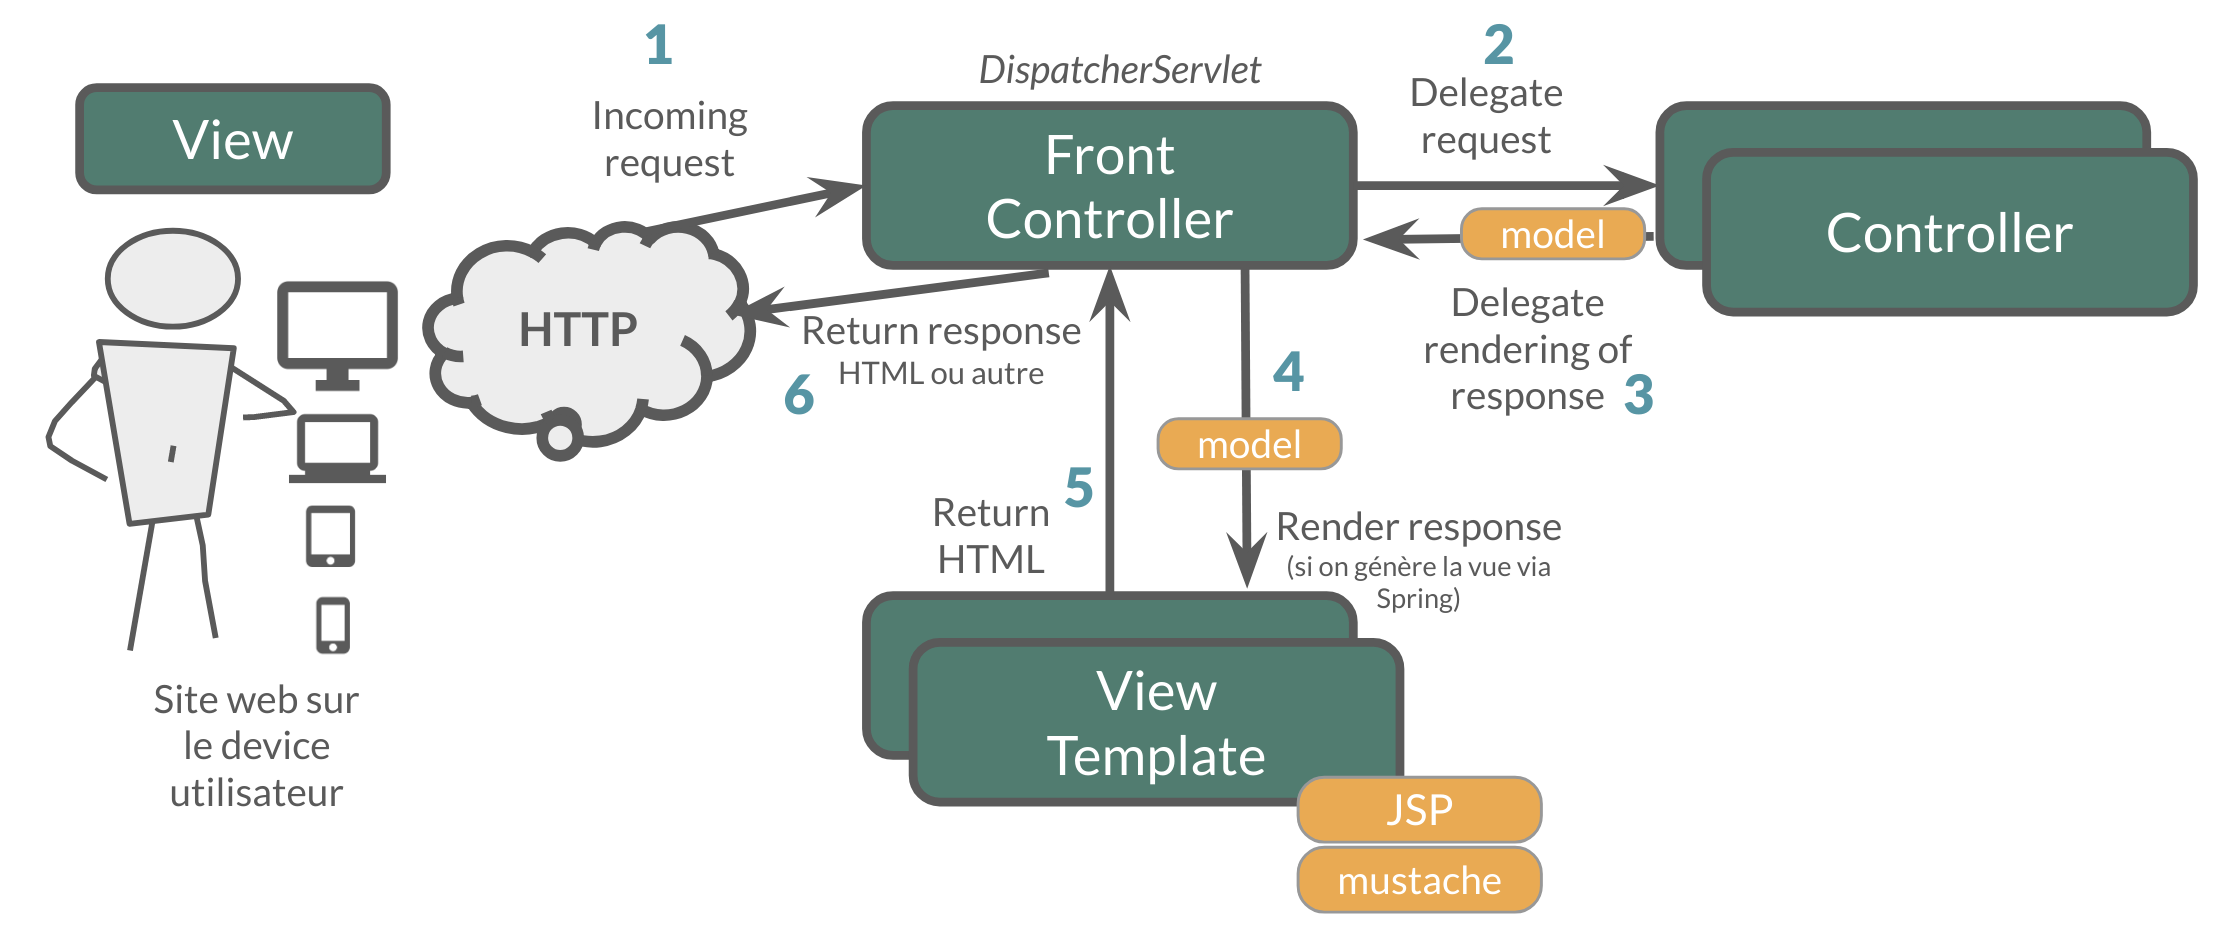 View
Site web sur
le device
utilisateur
HTTP
1
Incoming
request
DispatcherServlet
Front
Controller
2
Delegate
request
Controller
model
Delegate
rendering of
response
3
4
model
Render response
(si on génère la vue via
Spring)
View
Template
JSP
mustache
5
Return
HTML
6
Return response
HTML ou autre